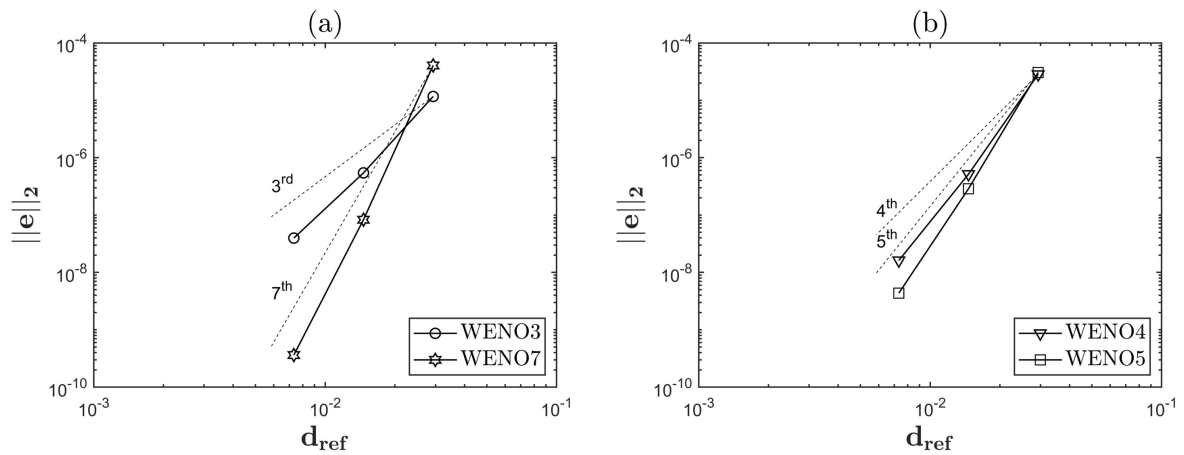 (a)
10⁻⁴
10⁻⁶
10⁻⁸
10⁻¹⁰
||e||₂
3ʳᵈ
7ᵗʰ
WENO3
WENO7
10⁻³
10⁻²
10⁻¹
d_ref
(b)
10⁻⁴
10⁻⁶
10⁻⁸
10⁻¹⁰
||e||₂
4ᵗʰ
5ᵗʰ
WENO4
WENO5
10⁻³
10⁻²
10⁻¹
d_ref